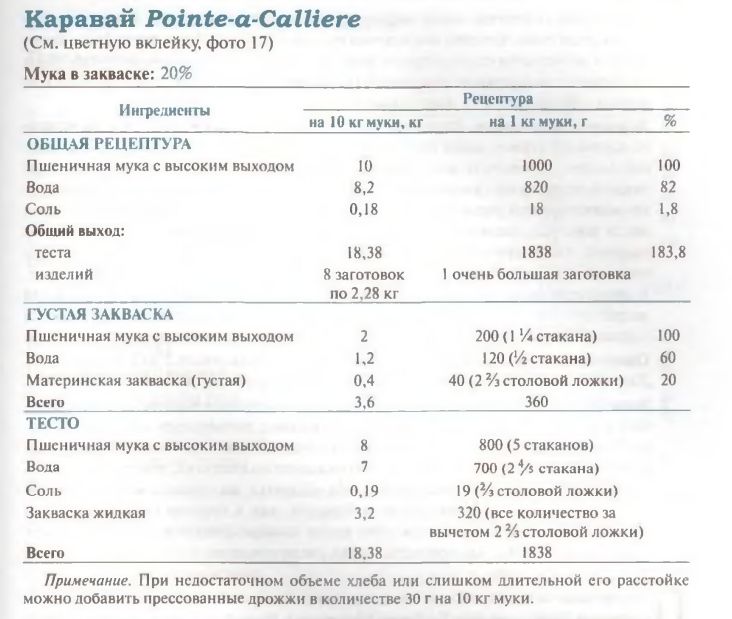 Каравай Pointe-a-Calliere
(См. цветную вклейку, фото 17)
Мука в закваске: 20%
Ингредиенты Рецептура
на 10 кг муки, кг на 1 кг муки, г %
ОБЩАЯ РЕЦЕПТУРА
Пшеничная мука с высоким выходом 10 1000 100
Вода 8,2 820 82
Соль 0,18 18 1,8
Общий выход:
теста 18,38 1838 183,8
изделий 8 заготовок 1 очень большая заготовка
по 2,28 кг
ГУСТАЯ ЗАКВАСКА
Пшеничная мука с высоким выходом 2 200 (1 ¼ стакана) 100
Вода 1,2 120 (½ стакана) 60
Материнская закваска (густая) 0,4 40 (2 ⅔ столовой ложки) 20
Всего 3,6 360
ТЕСТО
Пшеничная мука с высоким выходом 8 800 (5 стаканов)
Вода 7 700 (2 ⅘ стакана)
Соль 0,19 19 (⅔ столовой ложки)
Закваска жидкая 3,2 320 (все количество за
вычетом 2 ⅔ столовой ложки)
Всего 18,38 1838
Примечание. При недостаточном объеме хлеба или слишком длительной его расстойке
можно добавить прессованные дрожжи в количестве 30 г на 10 кг муки.